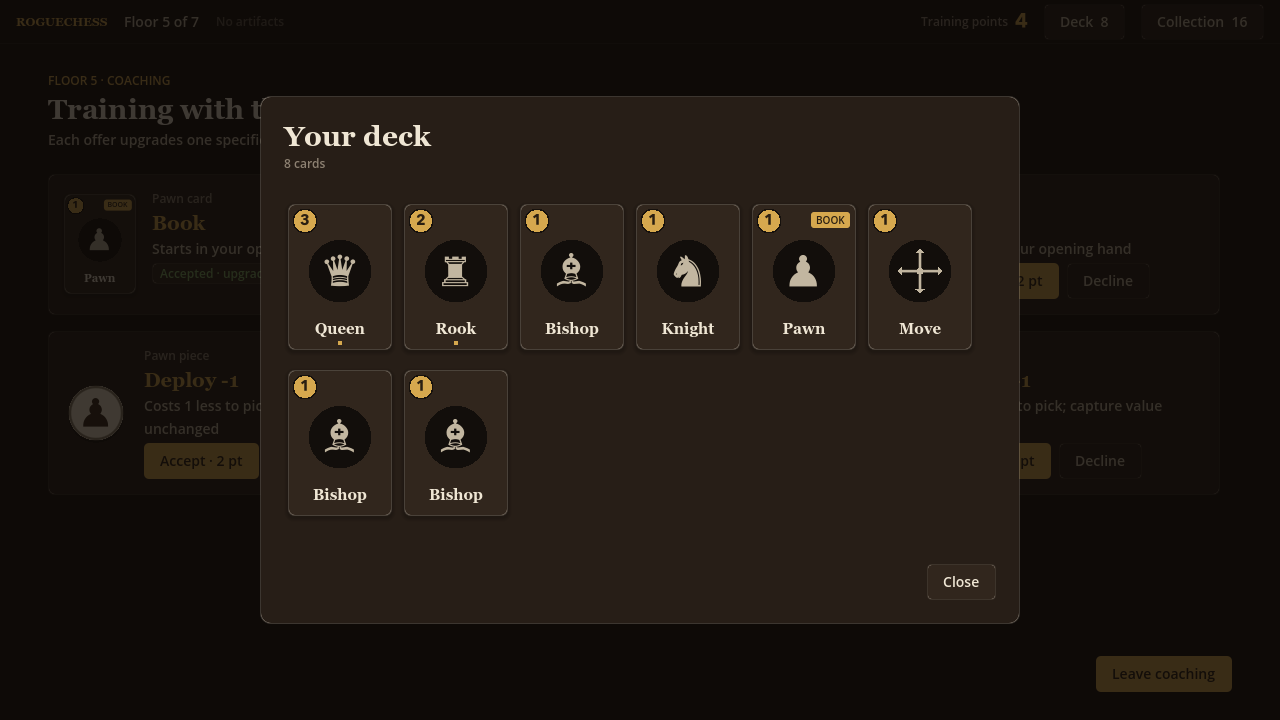 ROGUECHESS Floor 5 of 7 No artifacts Training points 4 Deck 8 Collection 16
FLOOR 5 · COACHING
Training with t
Each offer upgrades one specifi
1 BOOK
Pawn
Pawn card
Book
Starts in your op
Accepted · upgrad
ur opening hand
2 pt Decline
Pawn piece
Deploy -1
Costs 1 less to pic
unchanged
Accept · 2 pt
to pick; capture value
pt Decline
Your deck
8 cards
3 Queen
2 Rook
1 Bishop
1 Knight
1 BOOK Pawn
1 Move
1 Bishop
1 Bishop
Close
Leave coaching